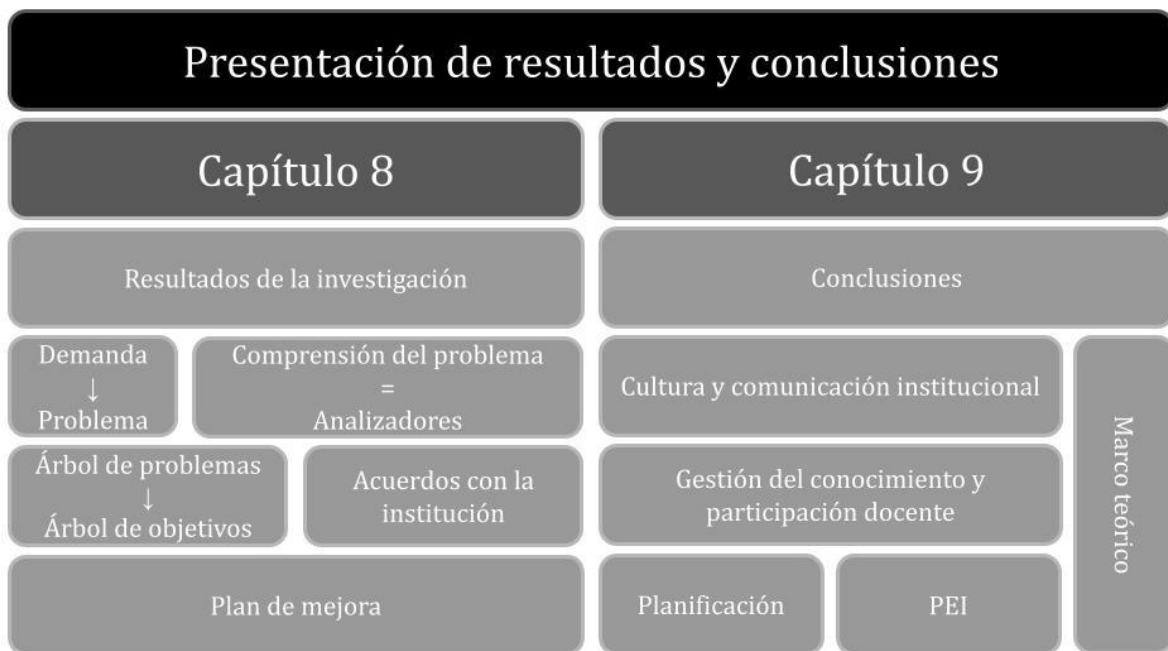 Presentación de resultados y conclusiones
Capítulo 8
Capítulo 9
Resultados de la investigación
Conclusiones
Demanda
↓
Problema
Comprensión del problema
=
Analizadores
Cultura y comunicación institucional
Marco teórico
Árbol de problemas
↓
Árbol de objetivos
Acuerdos con la
institución
Gestión del conocimiento y
participación docente
Plan de mejora
Planificación
PEI